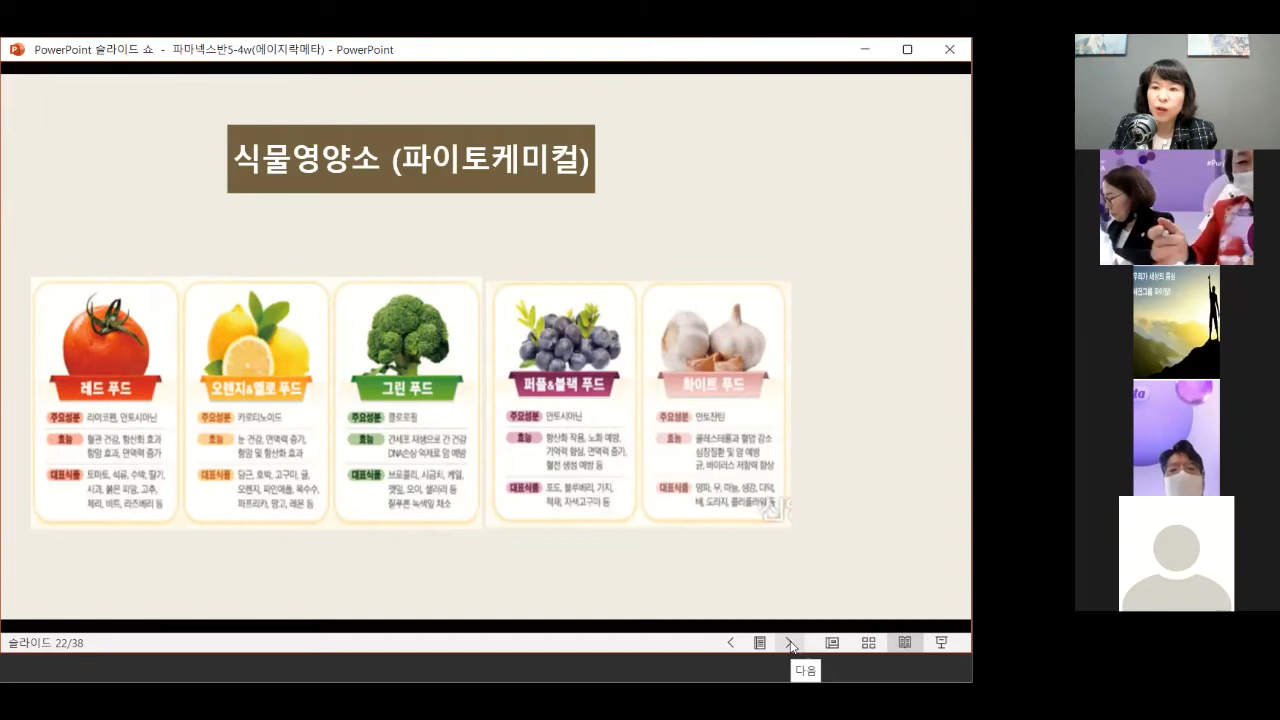 PowerPoint 슬라이드 쇼 - 파마넥스반5-4w(에이지락메타) - PowerPoint
식물영양소 (파이토케미컬)
레드 푸드
주요성분 라이코펜, 안토시아닌
효능 혈관 건강, 항산화 효과
항암 효과, 면역력 증가
대표식품 토마토, 석류, 수박, 딸기,
사과, 붉은 피망, 고추,
체리, 비트, 라즈베리 등
오렌지&옐로 푸드
주요성분 카로티노이드
효능 눈 건강, 면역력 증가,
항암 및 항산화 효과
대표식품 당근, 호박, 고구마, 귤,
오렌지, 파인애플, 옥수수,
파프리카, 망고, 레몬 등
그린 푸드
주요성분 클로로필
효능 간세포 재생으로 간 건강
DNA손상 억제로 암 예방
대표식품 브로콜리, 시금치, 케일,
깻잎, 오이, 샐러리 등
짙푸른 녹색잎 채소
퍼플&블랙 푸드
주요성분 안토시아닌
효능 항산화 작용, 노화 예방,
기억력 향상, 면역력 증가,
혈전 생성 예방 등
대표식품 포도, 블루베리, 가지,
적채, 자색고구마 등
화이트 푸드
주요성분 안토잔틴
효능 콜레스테롤과 혈압 감소
심장질환 및 암 예방
균, 바이러스 저항력 향상
대표식품 양파, 무, 마늘, 생강, 더덕,
배, 도라지, 콜리플라워 등
슬라이드 22/38
다음
우리가 세상의 중심